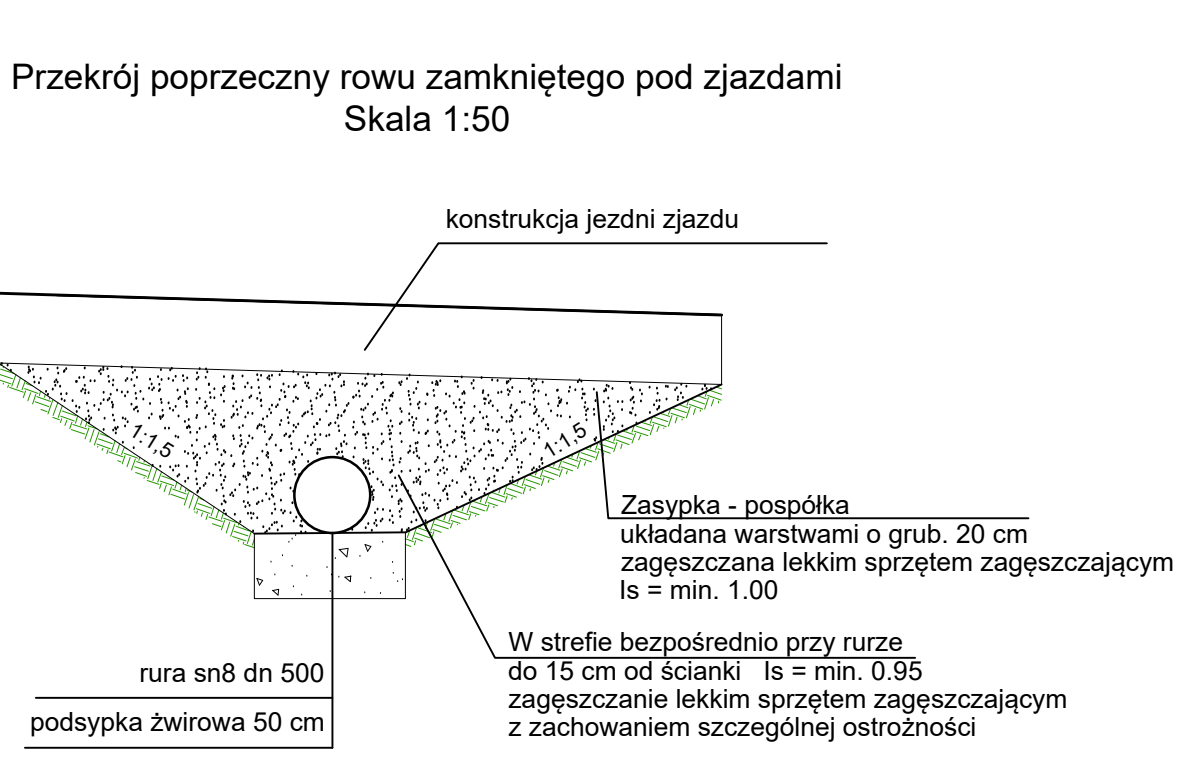 Przekrój poprzeczny rowu zamkniętego pod zjazdami
Skala 1:50
konstrukcja jezdni zjazdu
1:1,5
1:1,5
Zasypka - pospółka
układana warstwami o grub. 20 cm
zagęszczana lekkim sprzętem zagęszczającym
Is = min. 1.00
W strefie bezpośrednio przy rurze
do 15 cm od ścianki Is = min. 0.95
zagęszczanie lekkim sprzętem zagęszczającym
z zachowaniem szczególnej ostrożności
rura sn8 dn 500
podsypka żwirowa 50 cm